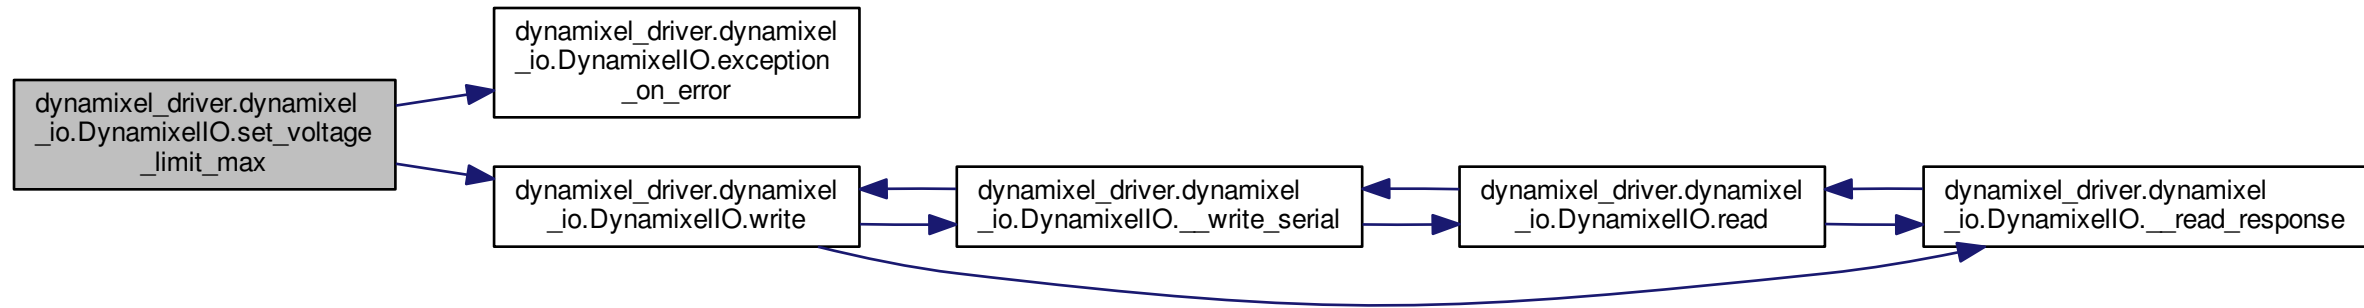 dynamixel_driver.dynamixel
_io.DynamixelIO.set_voltage
_limit_max
dynamixel_driver.dynamixel
_io.DynamixelIO.exception
_on_error
dynamixel_driver.dynamixel
_io.DynamixelIO.write
dynamixel_driver.dynamixel
_io.DynamixelIO.__write_serial
dynamixel_driver.dynamixel
_io.DynamixelIO.read
dynamixel_driver.dynamixel
_io.DynamixelIO.__read_response